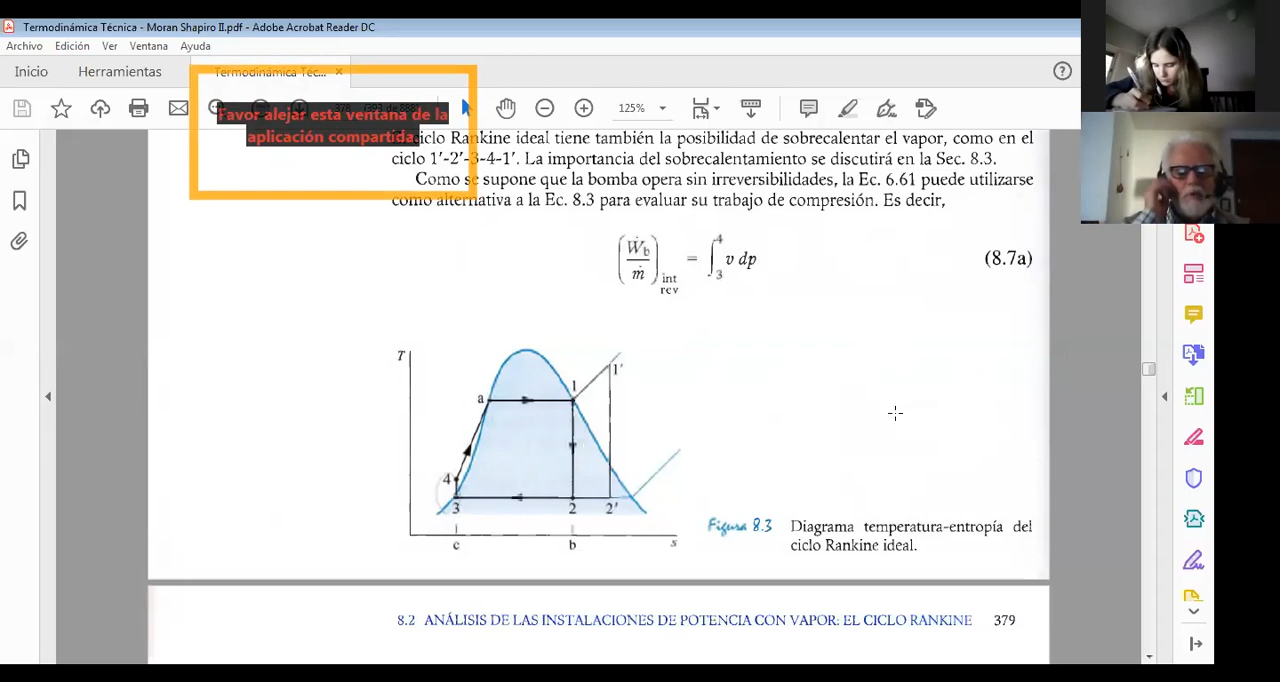 Termodinámica Técnica - Moran Shapiro II.pdf - Adobe Acrobat Reader DC
Archivo Edición Ver Ventana Ayuda
Inicio Herramientas Termodinámica Téc... ×
378 (393 de 888) 125%
Favor alejar esta ventana de la
aplicación compartida
El ciclo Rankine ideal tiene también la posibilidad de sobrecalentar el vapor, como en el
ciclo 1′-2′-3-4-1′. La importancia del sobrecalentamiento se discutirá en la Sec. 8.3.
Como se supone que la bomba opera sin irreversibilidades, la Ec. 6.61 puede utilizarse
como alternativa a la Ec. 8.3 para evaluar su trabajo de compresión. Es decir,
(Ẇb/ṁ) int rev = ∫₃⁴ v dp (8.7a)
T
1′
1
a
4
3 2 2′
c b s
Figura 8.3 Diagrama temperatura-entropía del
ciclo Rankine ideal.
8.2 ANÁLISIS DE LAS INSTALACIONES DE POTENCIA CON VAPOR: EL CICLO RANKINE 379